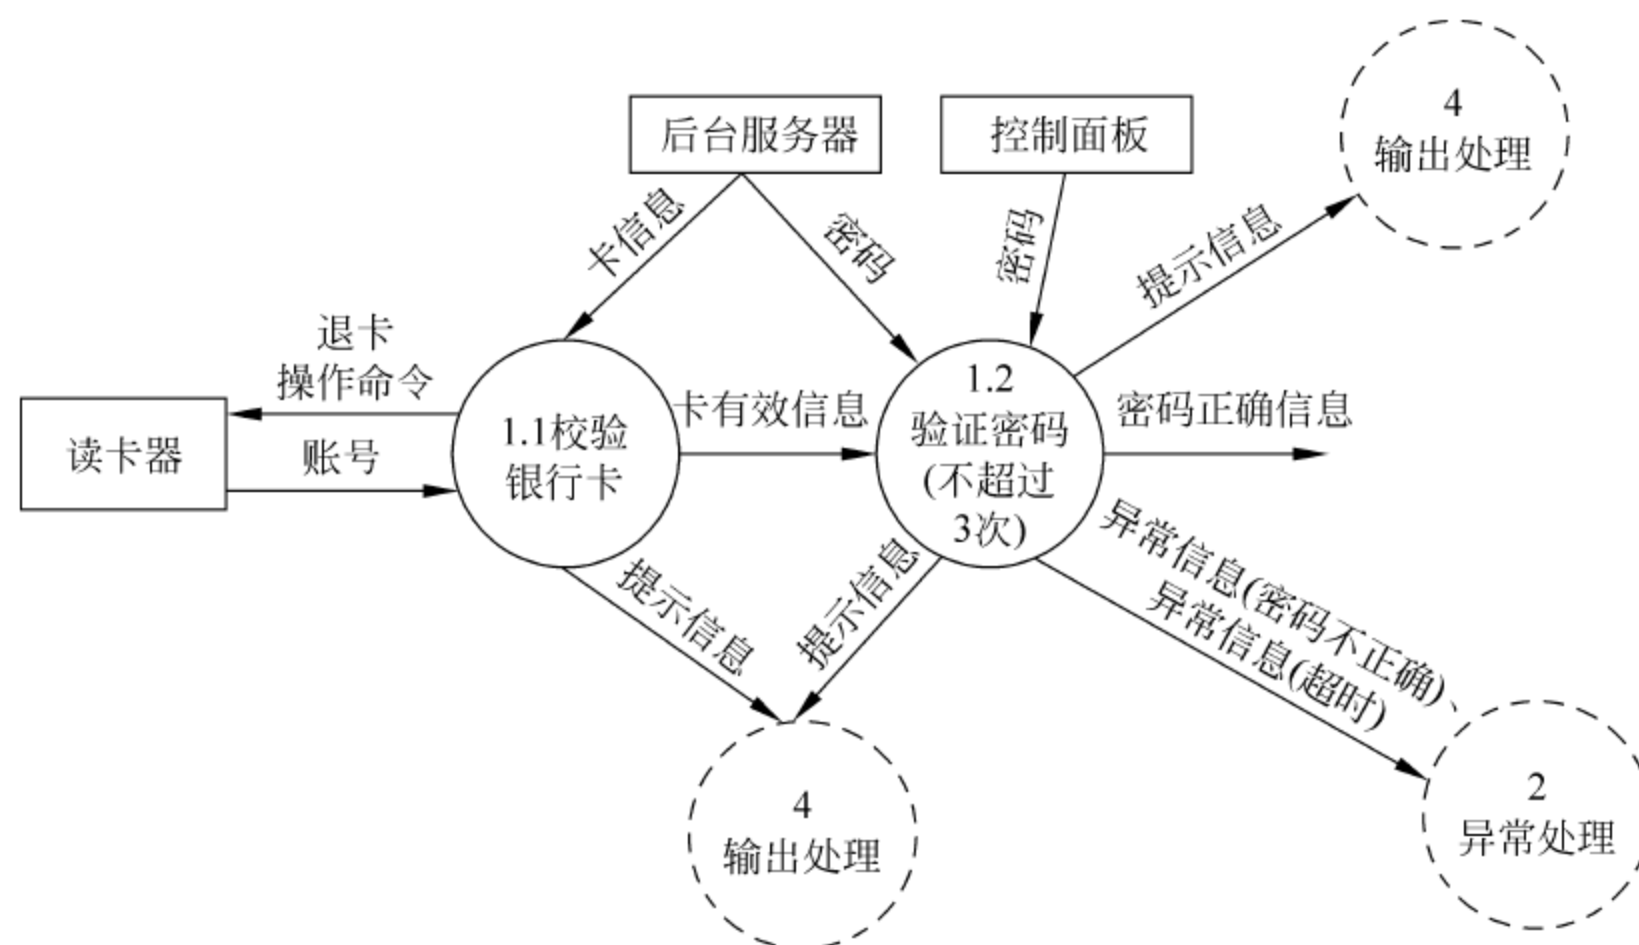 4
输出处理
后台服务器
控制面板
卡信息
密码
密码
提示信息
退卡
操作命令
读卡器
账号
1.1校验
银行卡
卡有效信息
1.2
验证密码
(不超过
3次)
密码正确信息
提示信息
提示信息
异常信息(密码不正确)、
异常信息(超时)
4
输出处理
2
异常处理